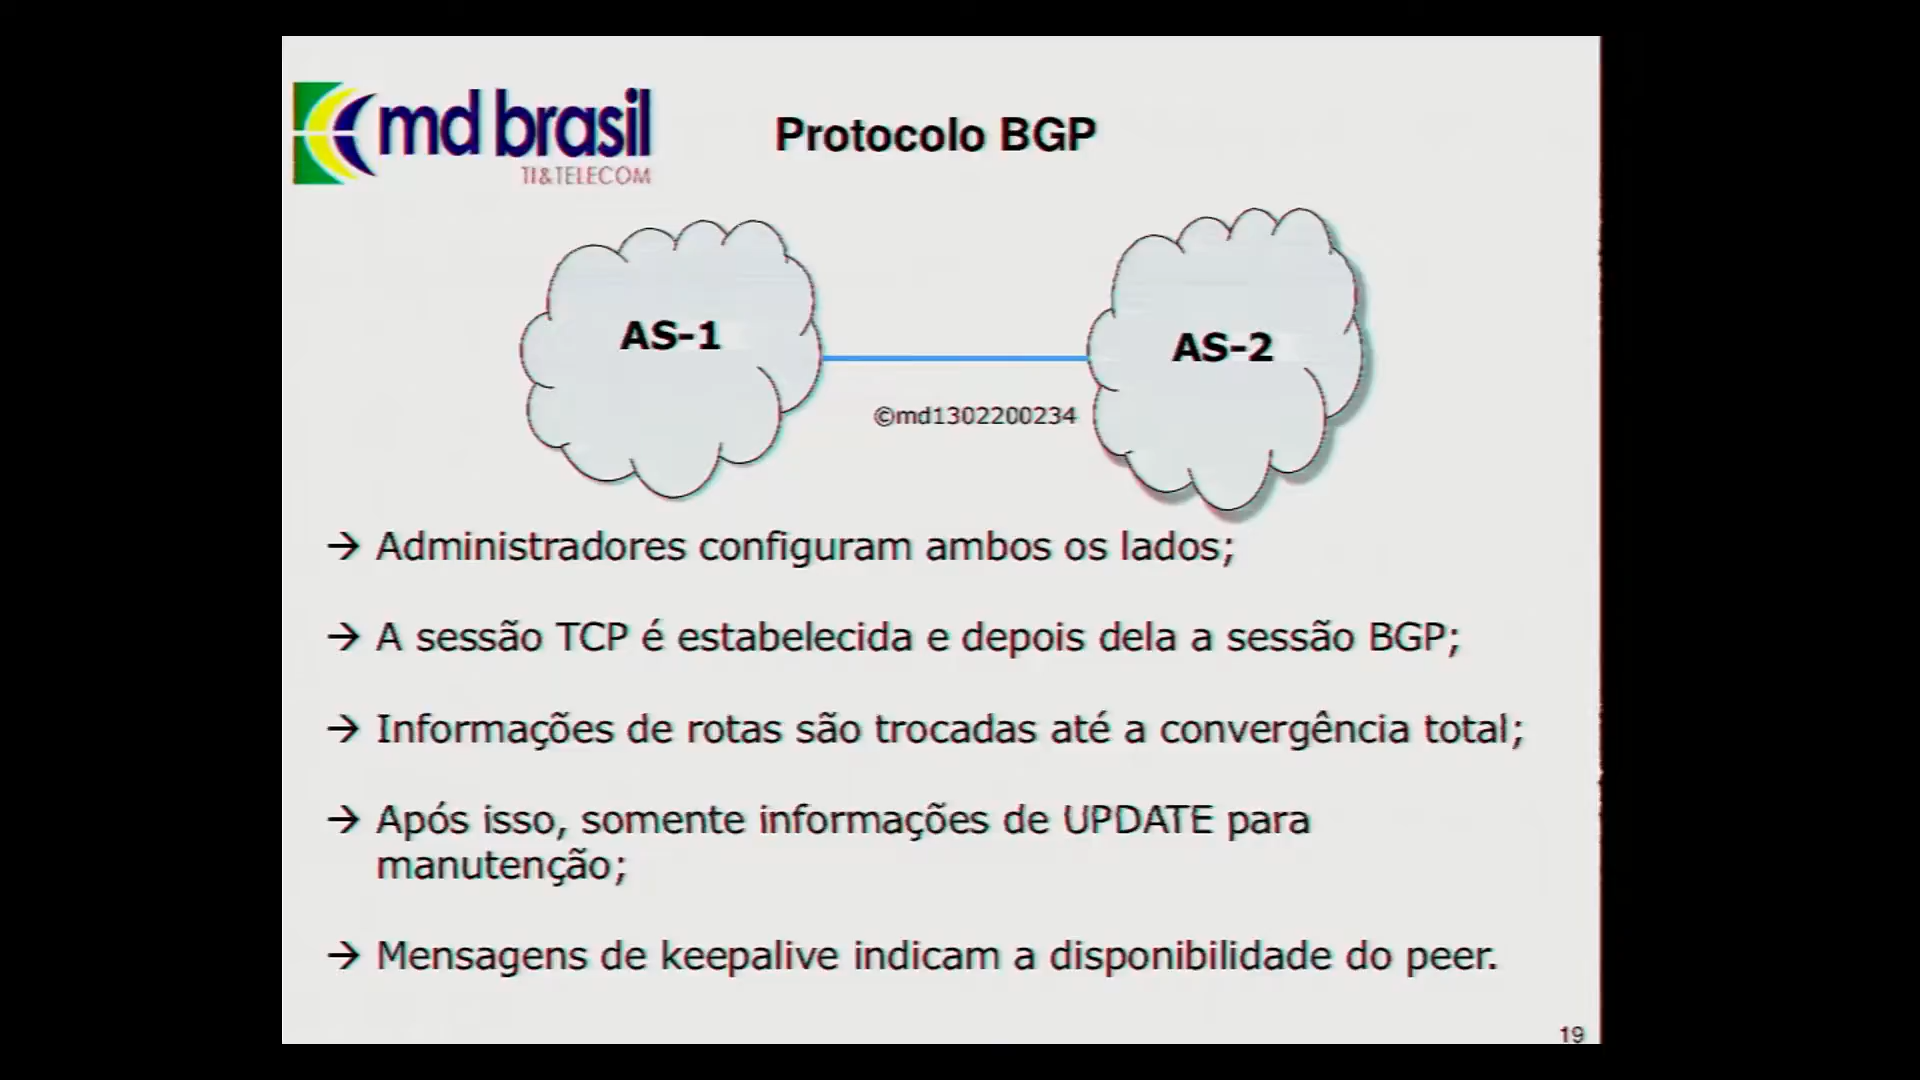 md brasil
TI&TELECOM
Protocolo BGP
AS-1
AS-2
©md1302200234
→ Administradores configuram ambos os lados;
→ A sessão TCP é estabelecida e depois dela a sessão BGP;
→ Informações de rotas são trocadas até a convergência total;
→ Após isso, somente informações de UPDATE para
manutenção;
→ Mensagens de keepalive indicam a disponibilidade do peer.
19